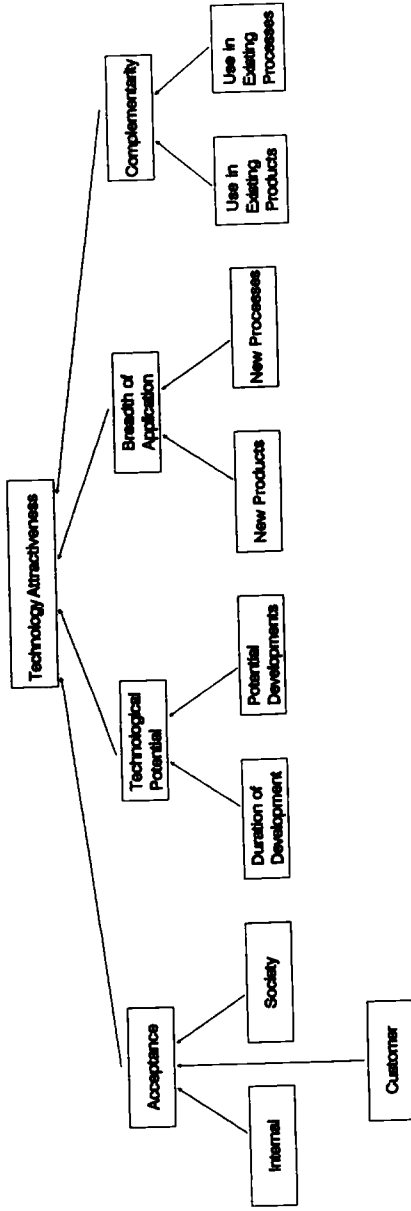 Technology Attractiveness
Acceptance
Technological
Potential
Breadth of
Application
Complementarity
Internal
Society
Duration of
Development
Potential
Developments
New Products
New Processes
Use in
Existing
Products
Use in
Existing
Processes
Customer